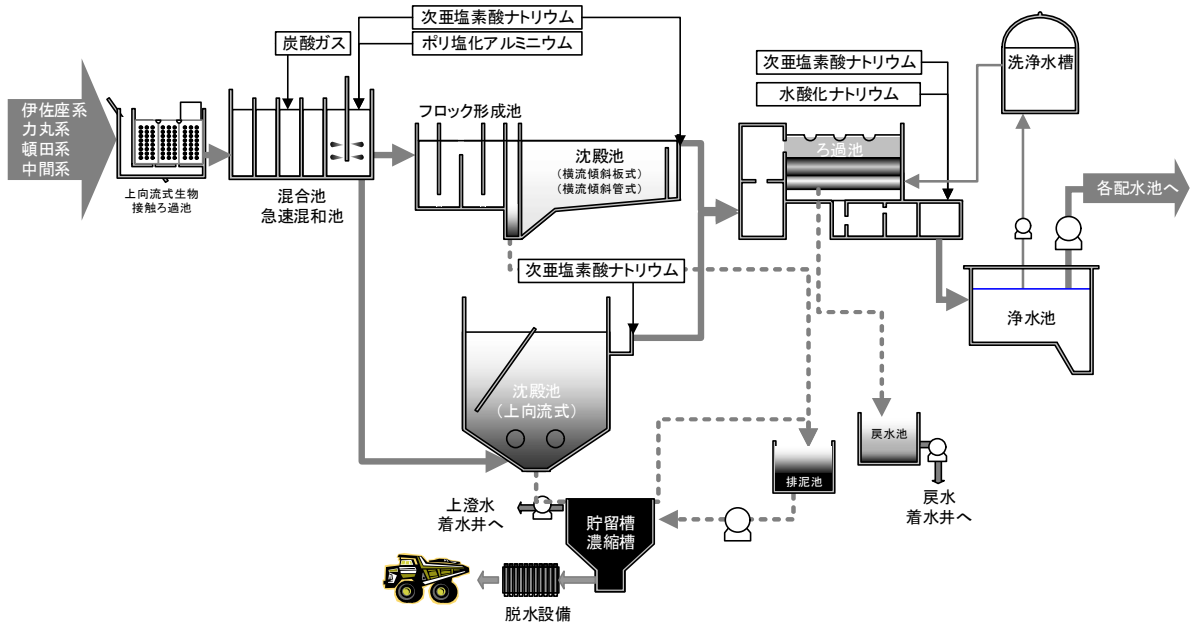 次亜塩素酸ナトリウム
炭酸ガス
ポリ塩化アルミニウム
洗浄水槽
次亜塩素酸ナトリウム
水酸化ナトリウム
伊佐座系
力丸系
頓田系
中間系
フロック形成池
沈殿池
(横流傾斜板式)
(横流傾斜管式)
ろ過池
上向流式生物
接触ろ過池
混合池
急速混和池
各配水池へ
次亜塩素酸ナトリウム
浄水池
沈殿池
(上向流式)
戻水池
排泥池
上澄水
着水井へ
戻水
着水井へ
貯留槽
濃縮槽
脱水設備